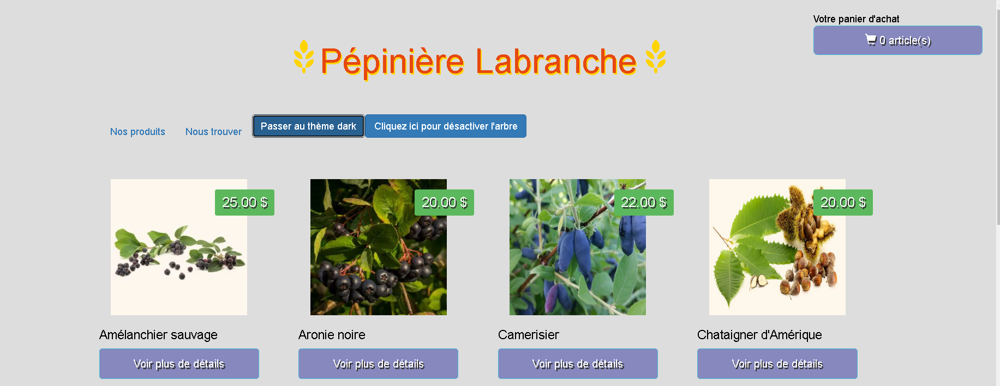 Votre panier d'achat
0 article(s)
Pépinière Labranche
Nos produits
Nous trouver
Passer au thème dark
Cliquez ici pour désactiver l'arbre
25.00 $
20.00 $
22.00 $
20.00 $
Amélanchier sauvage
Aronie noire
Camerisier
Chataigner d'Amérique
Voir plus de détails
Voir plus de détails
Voir plus de détails
Voir plus de détails